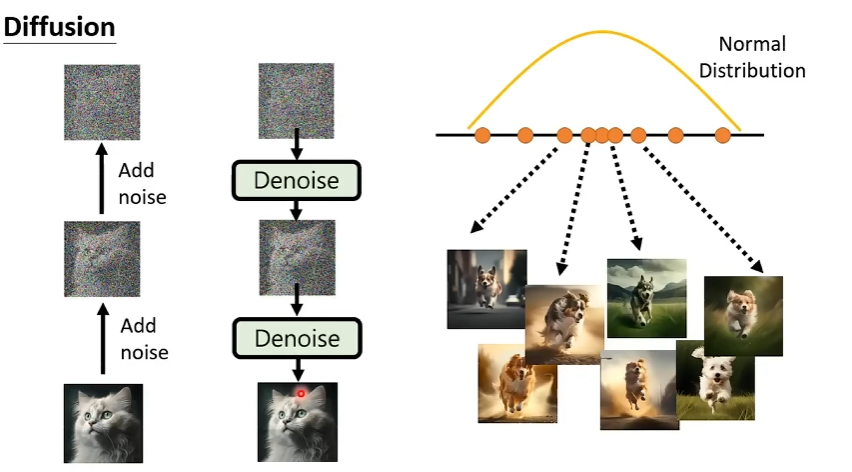 Diffusion
Add
noise
Add
noise
Denoise
Denoise
Normal
Distribution